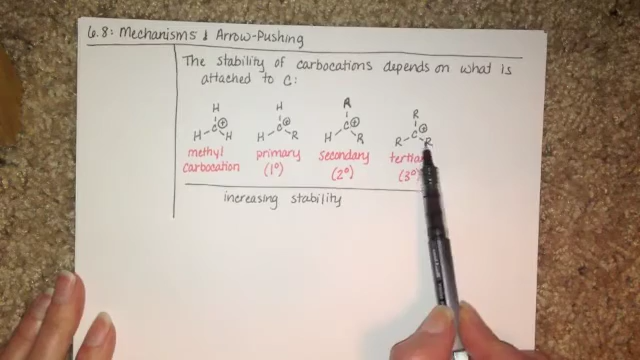 6.8: Mechanisms & Arrow-Pushing
The stability of carbocations depends on what is
attached to C:
H H R R
C⊕ C⊕ C⊕ C⊕
H H H R H R R R
methyl primary secondary
carbocation (1°) (2°) (3°)
increasing stability